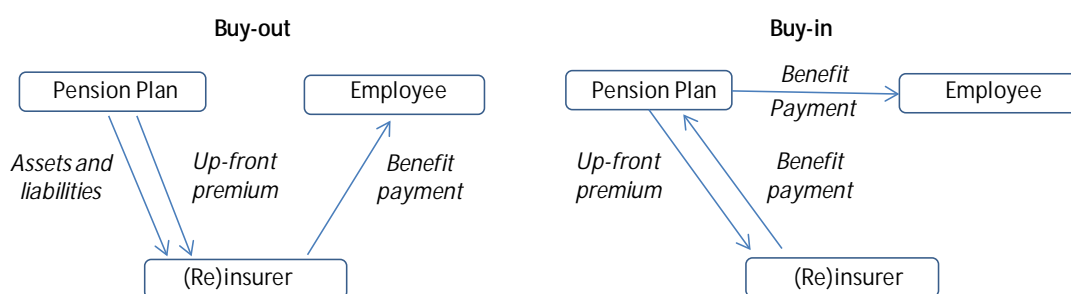 Buy-out
Pension Plan
Employee
Assets and
liabilities
Up-front
premium
Benefit
payment
(Re)insurer
Buy-in
Pension Plan
Benefit
Payment
Employee
Up-front
premium
Benefit
payment
(Re)insurer